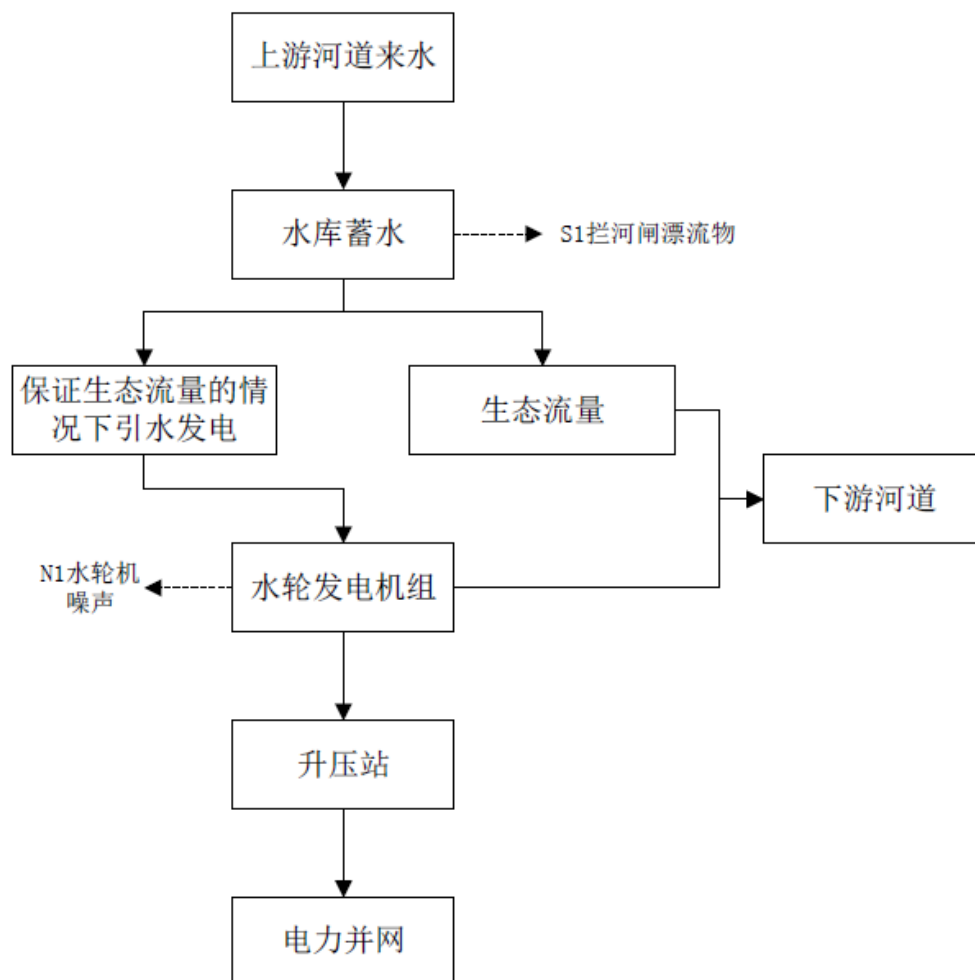 上游河道来水
水库蓄水
S1拦河闸漂流物
保证生态流量的情
况下引水发电
生态流量
下游河道
N1水轮机
噪声
水轮发电机组
升压站
电力并网